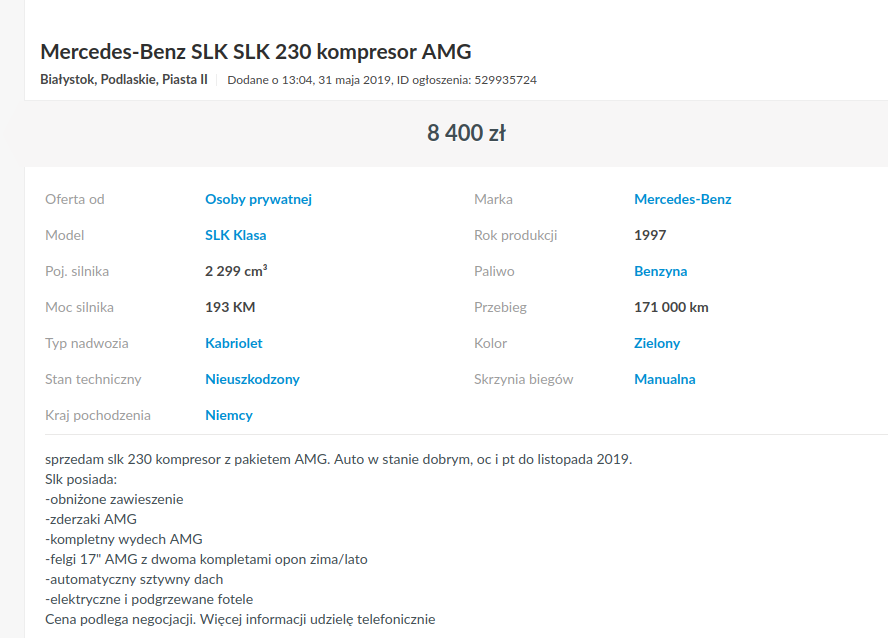 Mercedes-Benz SLK SLK 230 kompresor AMG
Białystok, Podlaskie, Piasta II Dodane o 13:04, 31 maja 2019, ID ogłoszenia: 529935724
8 400 zł
Oferta od Osoby prywatnej Marka Mercedes-Benz
Model SLK Klasa Rok produkcji 1997
Poj. silnika 2 299 cm³ Paliwo Benzyna
Moc silnika 193 KM Przebieg 171 000 km
Typ nadwozia Kabriolet Kolor Zielony
Stan techniczny Nieuszkodzony Skrzynia biegów Manualna
Kraj pochodzenia Niemcy
sprzedam slk 230 kompresor z pakietem AMG. Auto w stanie dobrym, oc i pt do listopada 2019.
Slk posiada:
-obniżone zawieszenie
-zderzaki AMG
-kompletny wydech AMG
-felgi 17" AMG z dwoma kompletami opon zima/lato
-automatyczny sztywny dach
-elektryczne i podgrzewane fotele
Cena podlega negocjacji. Więcej informacji udzielę telefonicznie